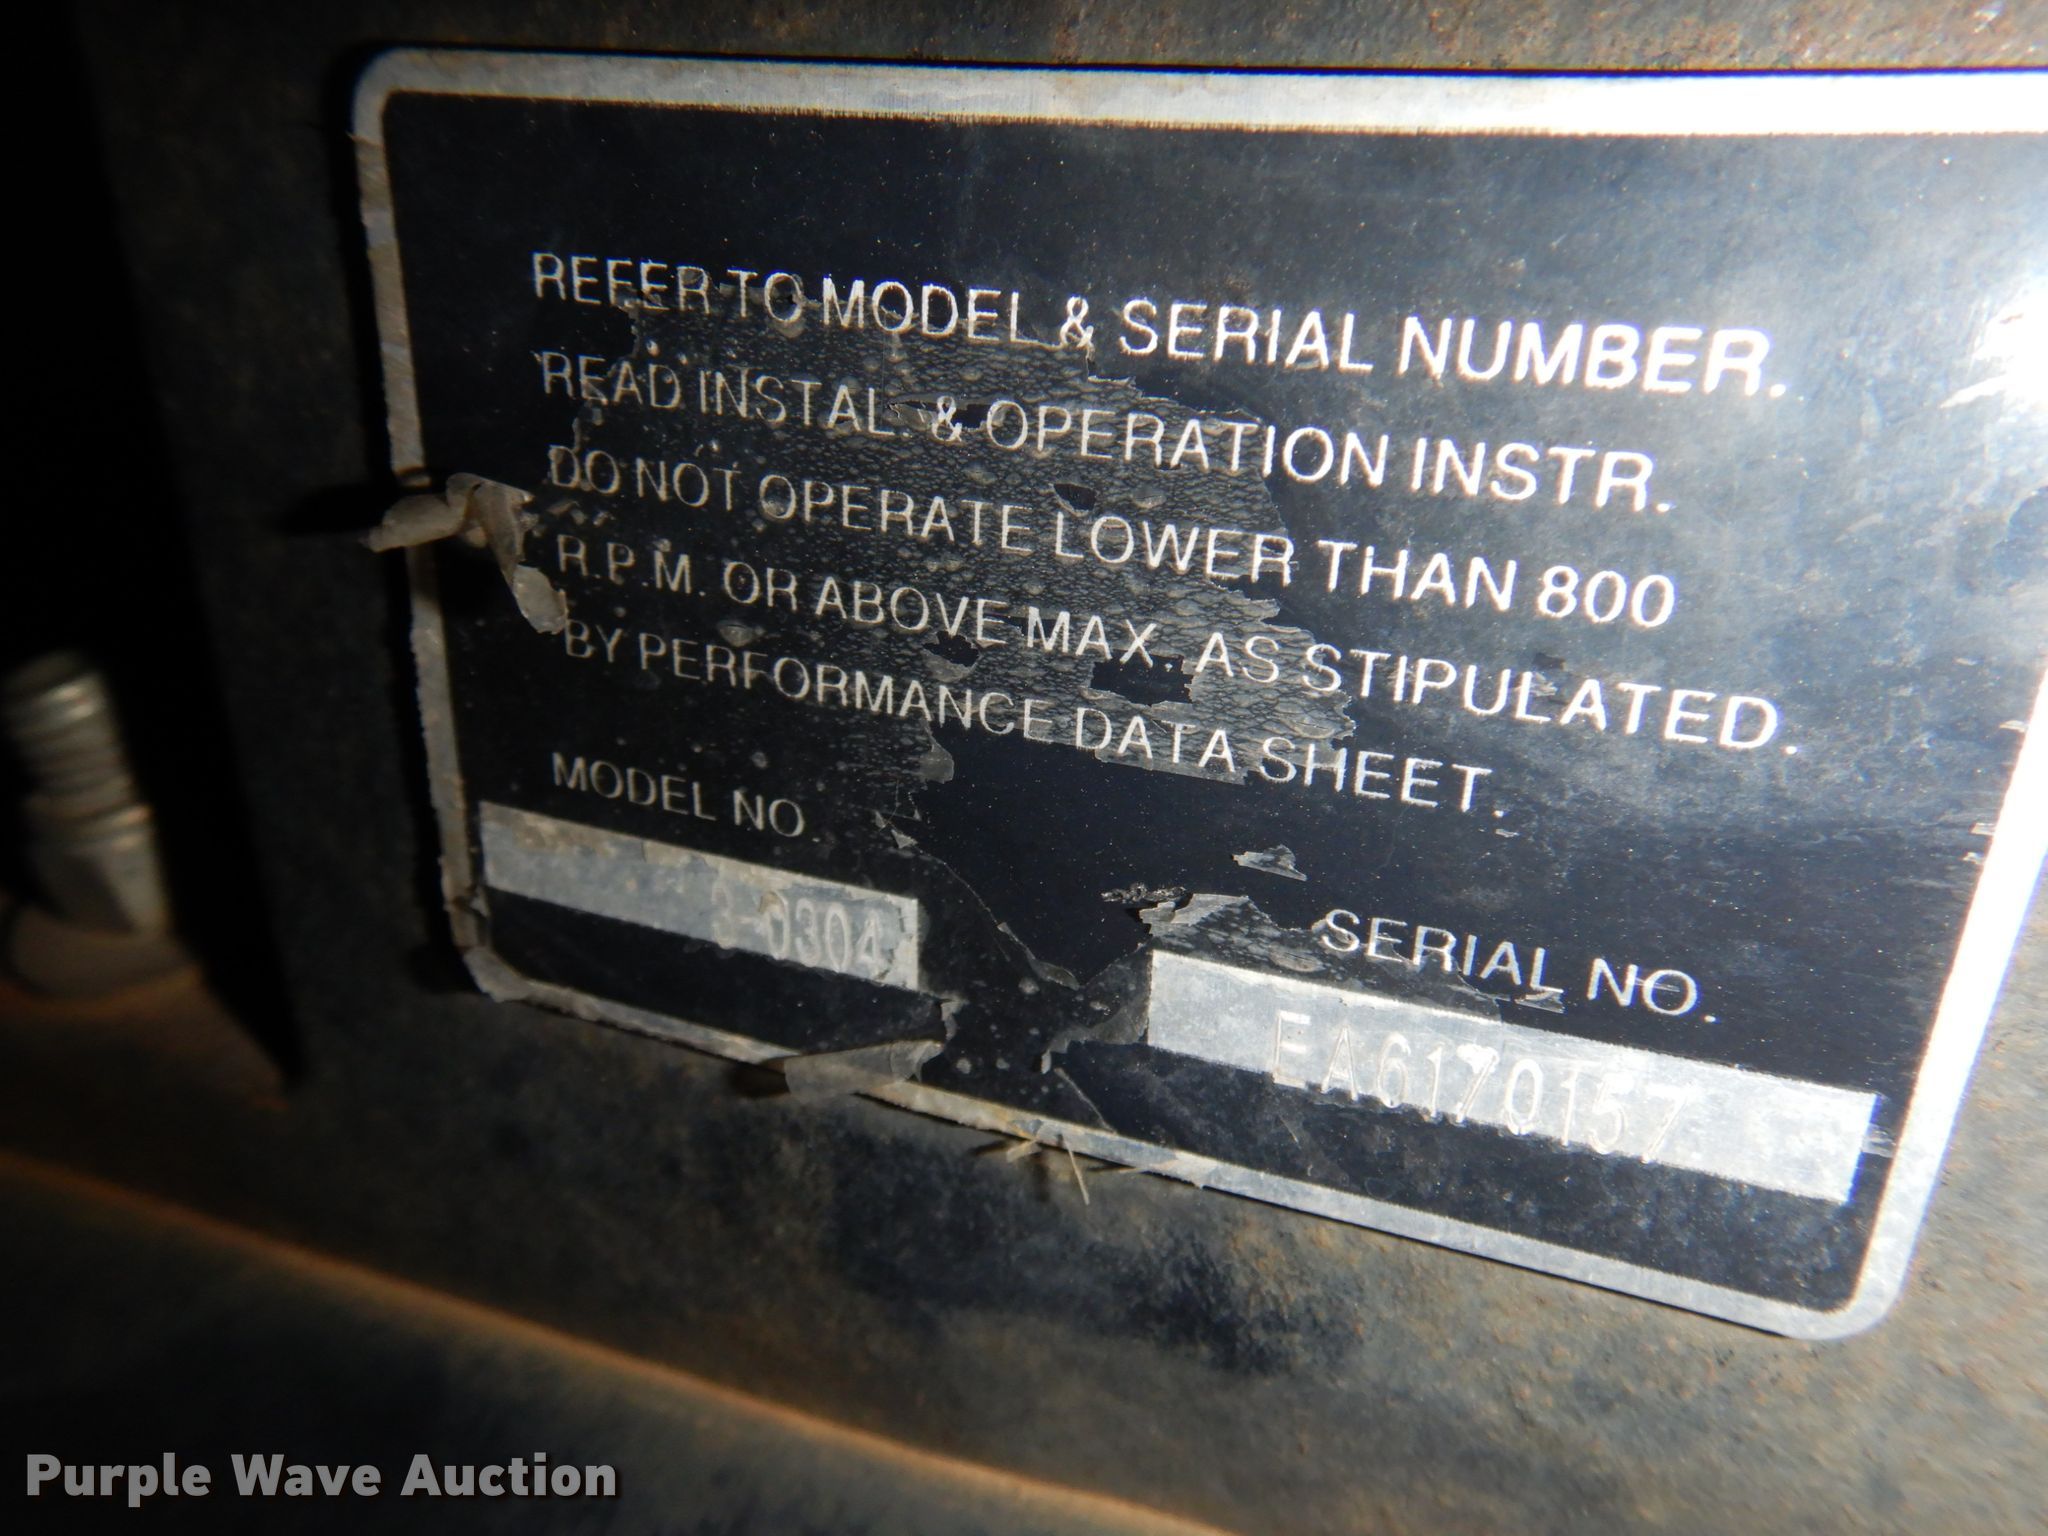 REFER TO MODEL & SERIAL NUMBER.
READ INSTAL. & OPERATION INSTR.
DO NOT OPERATE LOWER THAN 800
R.P.M. OR ABOVE MAX. AS STIPULATED.
BY PERFORMANCE DATA SHEET.
MODEL NO.
3-0304
SERIAL NO.
EA6170157
Purple Wave Auction